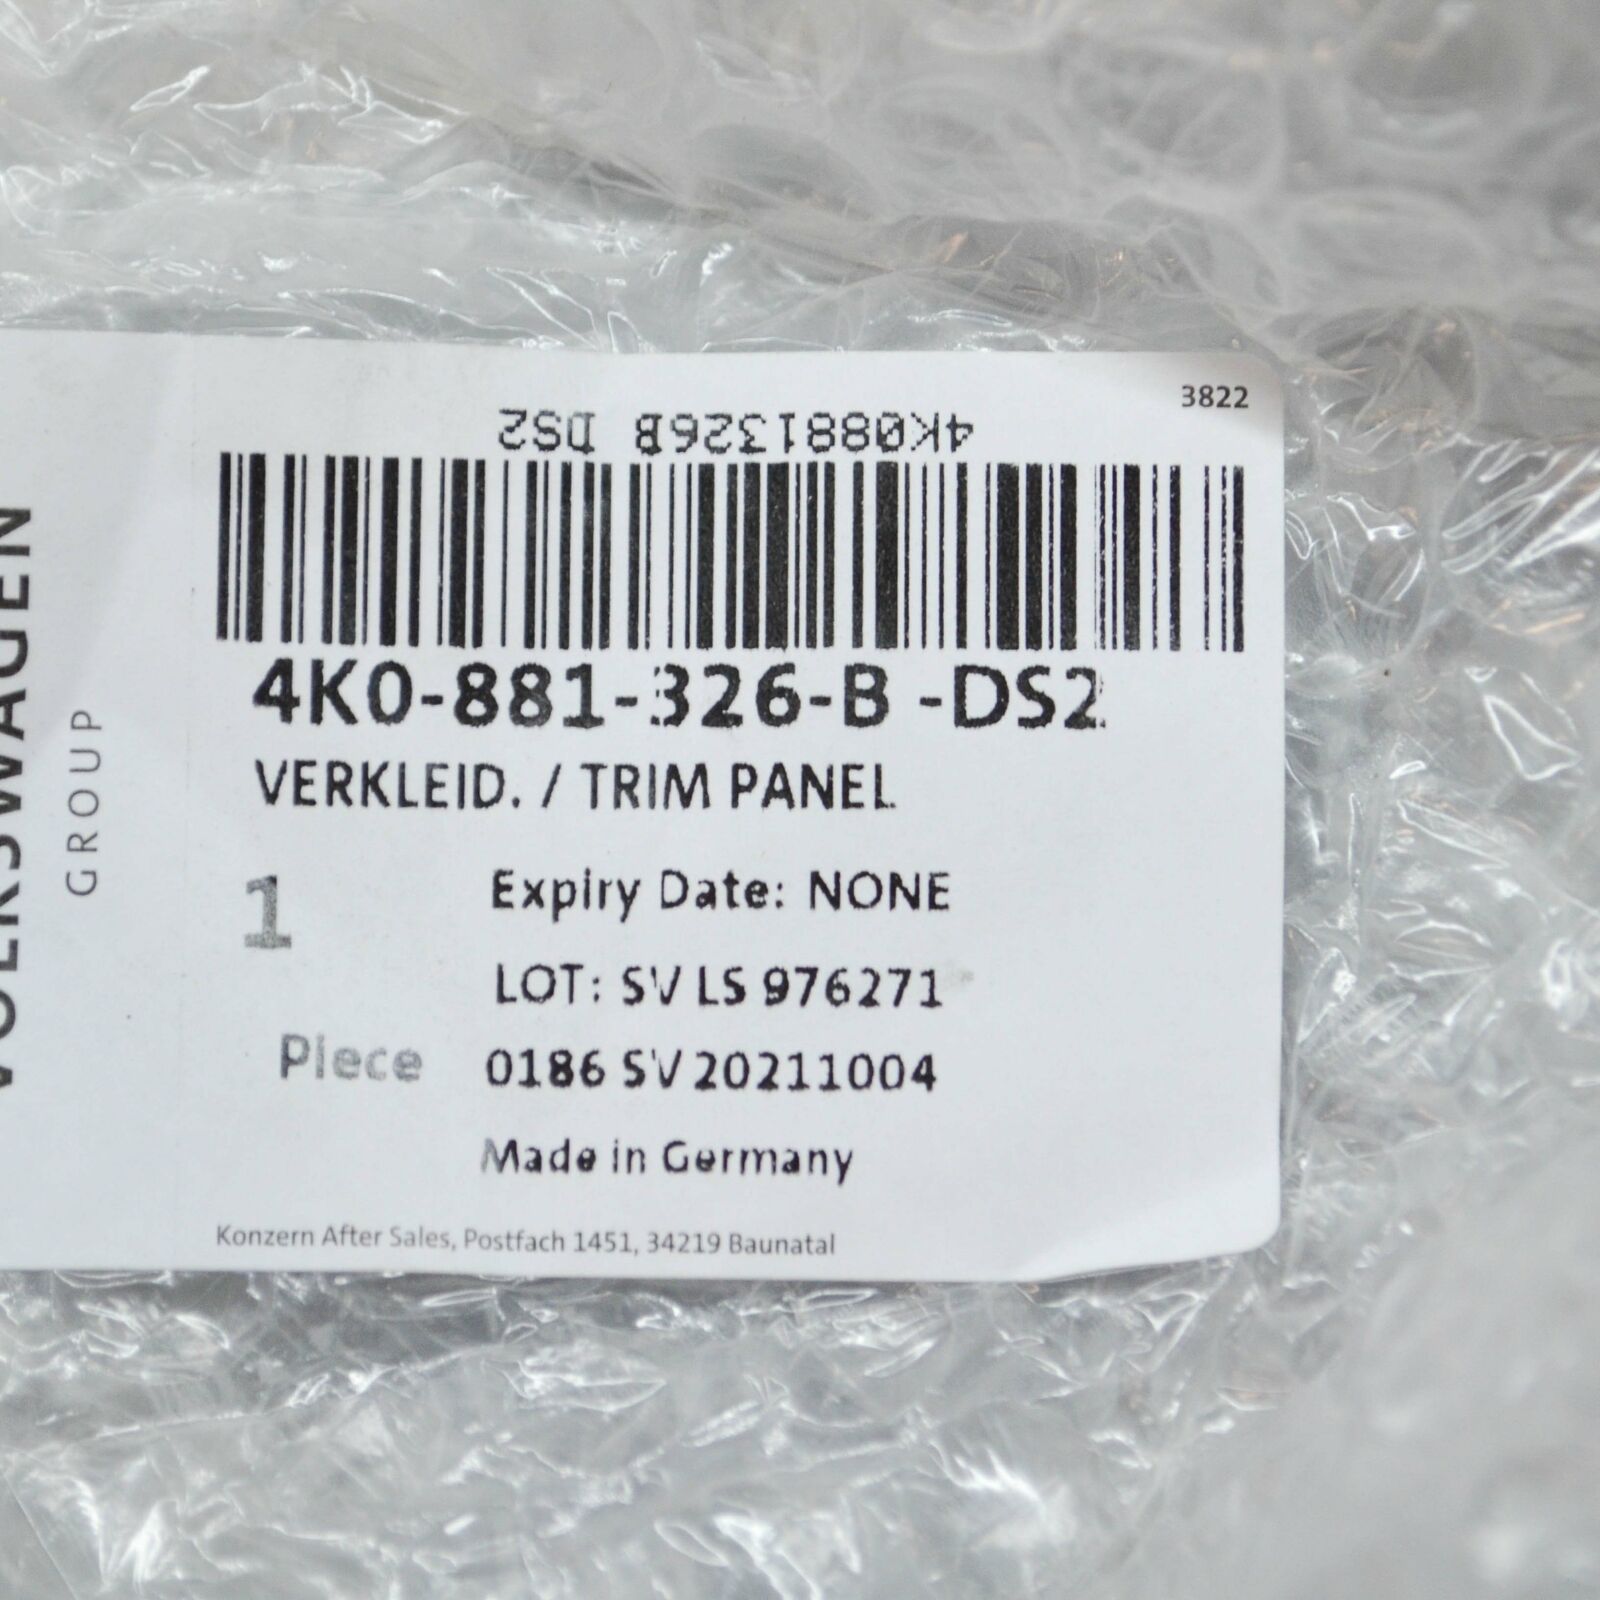 3822
4K0881326B DS2
4K0-881-326-B -DS2
VERKLEID. / TRIM PANEL
1
Piece
Expiry Date: NONE
LOT: SV LS 976271
0186 SV 20211004
Made in Germany
Konzern After Sales, Postfach 1451, 34219 Baunatal
VOLKSWAGEN
GROUP